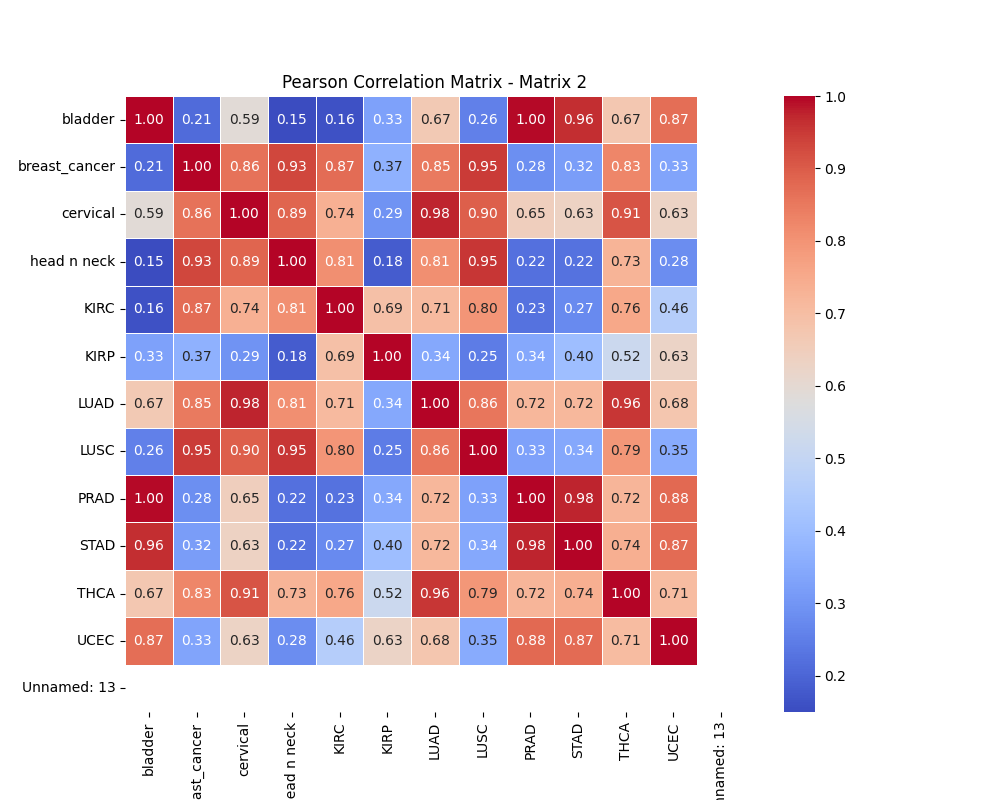 Pearson Correlation Matrix - Matrix 2
bladder 1.00 0.21 0.59 0.15 0.16 0.33 0.67 0.26 1.00 0.96 0.67 0.87
breast_cancer 0.21 1.00 0.86 0.93 0.87 0.37 0.85 0.95 0.28 0.32 0.83 0.33
cervical 0.59 0.86 1.00 0.89 0.74 0.29 0.98 0.90 0.65 0.63 0.91 0.63
head n neck 0.15 0.93 0.89 1.00 0.81 0.18 0.81 0.95 0.22 0.22 0.73 0.28
KIRC 0.16 0.87 0.74 0.81 1.00 0.69 0.71 0.80 0.23 0.27 0.76 0.46
KIRP 0.33 0.37 0.29 0.18 0.69 1.00 0.34 0.25 0.34 0.40 0.52 0.63
LUAD 0.67 0.85 0.98 0.81 0.71 0.34 1.00 0.86 0.72 0.72 0.96 0.68
LUSC 0.26 0.95 0.90 0.95 0.80 0.25 0.86 1.00 0.33 0.34 0.79 0.35
PRAD 1.00 0.28 0.65 0.22 0.23 0.34 0.72 0.33 1.00 0.98 0.72 0.88
STAD 0.96 0.32 0.63 0.22 0.27 0.40 0.72 0.34 0.98 1.00 0.74 0.87
THCA 0.67 0.83 0.91 0.73 0.76 0.52 0.96 0.79 0.72 0.74 1.00 0.71
UCEC 0.87 0.33 0.63 0.28 0.46 0.63 0.68 0.35 0.88 0.87 0.71 1.00
Unnamed: 13
bladder
ast_cancer
cervical
ead n neck
KIRC
KIRP
LUAD
LUSC
PRAD
STAD
THCA
UCEC
nnamed: 13
1.0
0.9
0.8
0.7
0.6
0.5
0.4
0.3
0.2